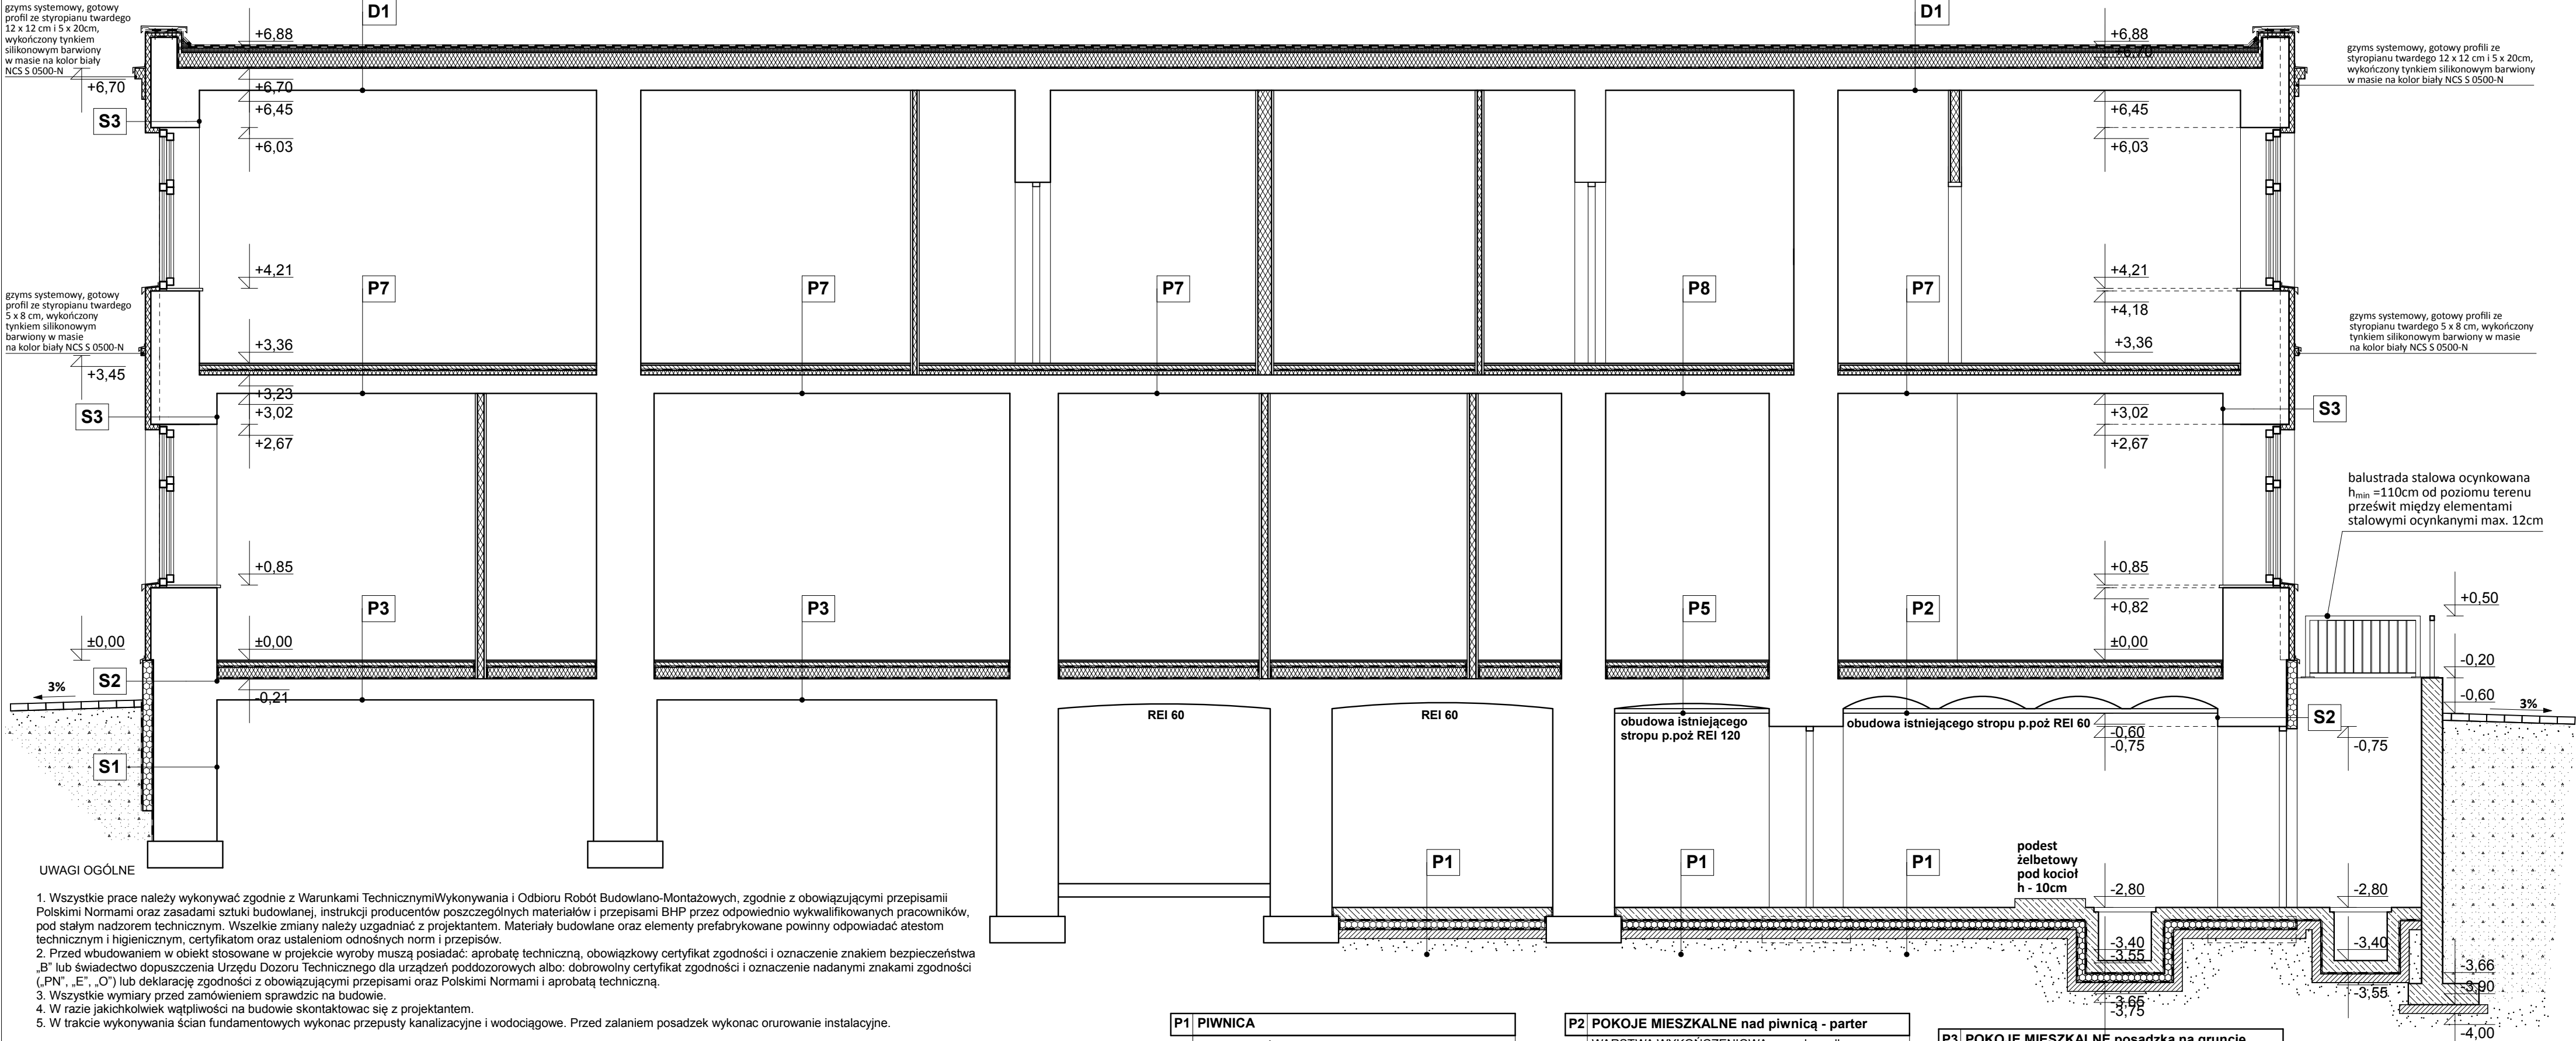 gzyms systemowy, gotowy
profil ze styropianu twardego
12 x 12 cm i 5 x 20cm,
wykończony tynkiem
silikonowym barwiony
w masie na kolor biały
NCS S 0500-N
+6,70
D1
+6,88
+6,70
+6,45
+6,03
S3
D1
+6,88
+6,70
+6,45
+6,03
gzyms systemowy, gotowy profili ze
styropianu twardego 12 x 12 cm i 5 x 20cm,
wykończony tynkiem silikonowym barwiony
w masie na kolor biały NCS S 0500-N
+4,21
P7
P7
P7
P8
P7
+4,21
+4,18
gzyms systemowy, gotowy
profil ze styropianu twardego
5 x 8 cm, wykończony
tynkiem silikonowym
barwiony w masie
na kolor biały NCS S 0500-N
+3,45
+3,36
+3,36
gzyms systemowy, gotowy profili ze
styropianu twardego 5 x 8 cm, wykończony
tynkiem silikonowym barwiony w masie
na kolor biały NCS S 0500-N
+3,23
+3,02
+2,67
S3
+3,02
+2,67
S3
balustrada stalowa ocynkowana
hmin =110cm od poziomu terenu
prześwit między elementami
stalowymi ocynkanymi max. 12cm
+0,85
P3
P3
P5
P2
+0,85
+0,82
+0,50
±0,00
±0,00
±0,00
-0,20
S2
3%
-0,21
-0,60
3%
REI 60
REI 60
obudowa istniejącego
stropu p.poż REI 120
obudowa istniejącego stropu p.poż REI 60
-0,60
-0,75
S2
-0,75
S1
P1
P1
P1
podest
żelbetowy
pod kocioł
h - 10cm
-2,80
-2,80
-3,40
-3,55
-3,65
-3,75
-3,40
-3,55
-3,66
-3,90
-4,00
UWAGI OGÓLNE
1. Wszystkie prace należy wykonywać zgodnie z Warunkami TechnicznymiWykonywania i Odbioru Robót Budowlano-Montażowych, zgodnie z obowiązującymi przepisamii
Polskimi Normami oraz zasadami sztuki budowlanej, instrukcji producentów poszczególnych materiałów i przepisami BHP przez odpowiednio wykwalifikowanych pracowników,
pod stałym nadzorem technicznym. Wszelkie zmiany należy uzgadniać z projektantem. Materiały budowlane oraz elementy prefabrykowane powinny odpowiadać atestom
technicznym i higienicznym, certyfikatom oraz ustaleniom odnośnych norm i przepisów.
2. Przed wbudowaniem w obiekt stosowane w projekcie wyroby muszą posiadać: aprobatę techniczną, obowiązkowy certyfikat zgodności i oznaczenie znakiem bezpieczeństwa
„B” lub świadectwo dopuszczenia Urzędu Dozoru Technicznego dla urządzeń poddozorowych albo: dobrowolny certyfikat zgodności i oznaczenie nadanymi znakami zgodności
(„PN”, „E”, „O”) lub deklarację zgodności z obowiązującymi przepisami oraz Polskimi Normami i aprobatą techniczną.
3. Wszystkie wymiary przed zamówieniem sprawdzic na budowie.
4. W razie jakichkolwiek wątpliwości na budowie skontaktowac się z projektantem.
5. W trakcie wykonywania ścian fundamentowych wykonac przepusty kanalizacyjne i wodociągowe. Przed zalaniem posadzek wykonac orurowanie instalacyjne.
P1 PIWNICA
P2 POKOJE MIESZKALNE nad piwnicą - parter
P3 POKOJE MIESZKALNE posadzka na gruncie